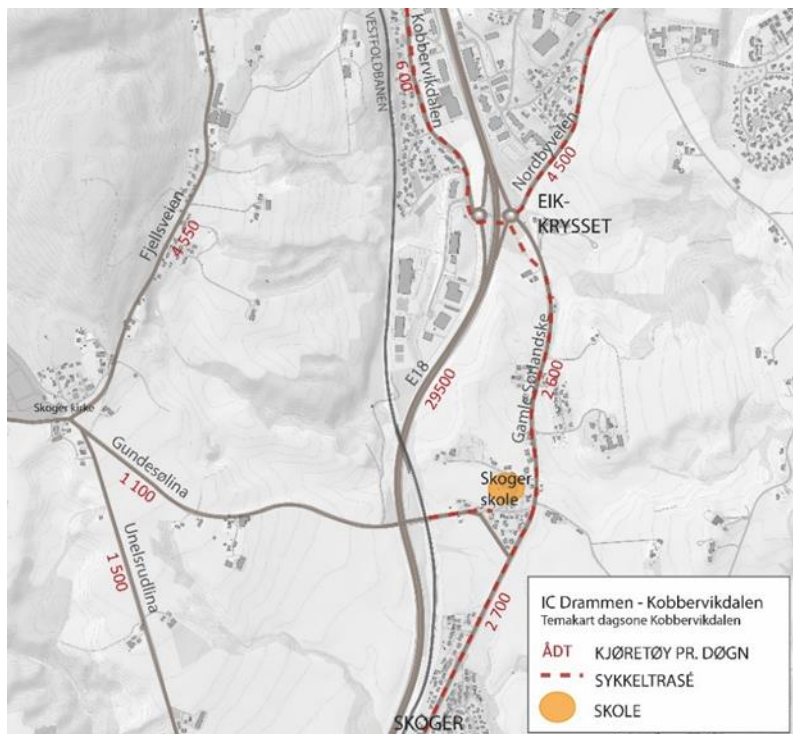 VESTFOLDBANEN
Kobbervikdalen
6 00
Nordbyveien
4 500
EIK-
KRYSSET
Fjellsveien
4 550
E18
29500
Gamle Sørlandske
2 600
Skoger kirke
Gundesølina
1 100
Unelsrudlina
1 500
Skoger
skole
2 700
SKOGER
IC Drammen - Kobbervikdalen
Temakart dagsone Kobbervikdalen
ÅDT KJØRETØY PR. DØGN
SYKKELTRASÉ
SKOLE